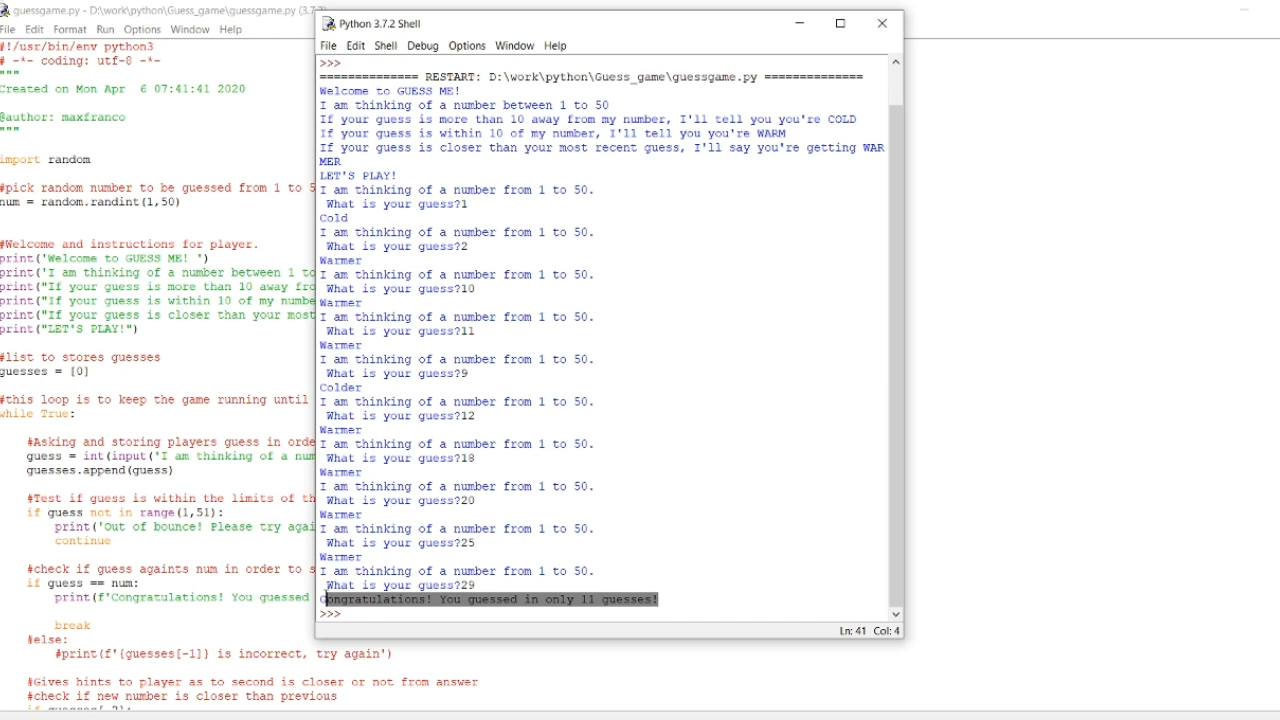 guessgame.py - D:\work\python\Guess_game\guessgame.py (3.7.
File Edit Format Run Options Window Help
#!/usr/bin/env python3
# -*- coding: utf-8 -*-
"""
Created on Mon Apr  6 07:41:41 2020
@author: maxfranco
"""
import random
#pick random number to be guessed from 1 to 5
num = random.randint(1,50)
#Welcome and instructions for player.
print('Welcome to GUESS ME! ')
print('I am thinking of a number between 1 to
print("If your guess is more than 10 away fro
print("If your guess is within 10 of my numbe
print("If your guess is closer than your most
print("LET'S PLAY!")
#list to stores guesses
guesses = [0]
#this loop is to keep the game running until
while True:
#Asking and storing players guess in orde
guess = int(input('I am thinking of a num
guesses.append(guess)
#Test if guess is within the limits of th
if guess not in range(1,51):
print('Out of bounce! Please try agai
continue
#check if guess againts num in order to s
if guess == num:
print(f'Congratulations! You guessed
break
#else:
#print(f'{guesses[-1]} is incorrect, try again')
#Gives hints to player as to second is closer or not from answer
#check if new number is closer than previous
if guesses[-2]:
Python 3.7.2 Shell
File Edit Shell Debug Options Window Help
>>>
============== RESTART: D:\work\python\Guess_game\guessgame.py ==============
Welcome to GUESS ME!
I am thinking of a number between 1 to 50
If your guess is more than 10 away from my number, I'll tell you you're COLD
If your guess is within 10 of my number, I'll tell you you're WARM
If your guess is closer than your most recent guess, I'll say you're getting WAR
MER
LET'S PLAY!
I am thinking of a number from 1 to 50.
What is your guess?1
Cold
I am thinking of a number from 1 to 50.
What is your guess?2
Warmer
I am thinking of a number from 1 to 50.
What is your guess?10
Warmer
I am thinking of a number from 1 to 50.
What is your guess?11
Warmer
I am thinking of a number from 1 to 50.
What is your guess?9
Colder
I am thinking of a number from 1 to 50.
What is your guess?12
Warmer
I am thinking of a number from 1 to 50.
What is your guess?18
Warmer
I am thinking of a number from 1 to 50.
What is your guess?20
Warmer
I am thinking of a number from 1 to 50.
What is your guess?25
Warmer
I am thinking of a number from 1 to 50.
What is your guess?29
Congratulations! You guessed in only 11 guesses!
>>>
Ln: 41 Col: 4